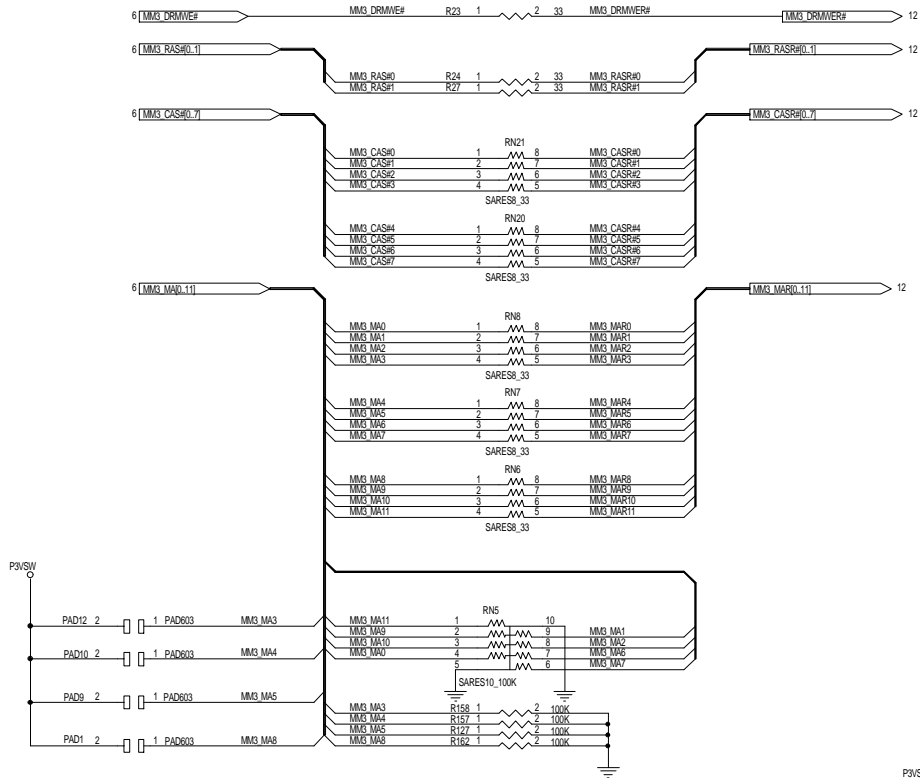 6 MM3_DRMWE# MM3_DRMWE# R23 1 2 33 MM3_DRMWER# MM3_DRMWER# 12
6 MM3_RAS#[0..1] MM3_RASR#[0..1] 12
MM3_RAS#0 R24 1 2 33 MM3_RASR#0
MM3_RAS#1 R27 1 2 33 MM3_RASR#1
6 MM3_CAS#[0..7] MM3_CASR#[0..7] 12
RN21
MM3_CAS#0 1 8 MM3_CASR#0
MM3_CAS#1 2 7 MM3_CASR#1
MM3_CAS#2 3 6 MM3_CASR#2
MM3_CAS#3 4 5 MM3_CASR#3
SARES8_33
RN20
MM3_CAS#4 1 8 MM3_CASR#4
MM3_CAS#5 2 7 MM3_CASR#5
MM3_CAS#6 3 6 MM3_CASR#6
MM3_CAS#7 4 5 MM3_CASR#7
SARES8_33
6 MM3_MA[0..11] MM3_MAR[0..11] 12
RN8
MM3_MA0 1 8 MM3_MAR0
MM3_MA1 2 7 MM3_MAR1
MM3_MA2 3 6 MM3_MAR2
MM3_MA3 4 5 MM3_MAR3
SARES8_33
RN7
MM3_MA4 1 8 MM3_MAR4
MM3_MA5 2 7 MM3_MAR5
MM3_MA6 3 6 MM3_MAR6
MM3_MA7 4 5 MM3_MAR7
SARES8_33
RN6
MM3_MA8 1 8 MM3_MAR8
MM3_MA9 2 7 MM3_MAR9
MM3_MA10 3 6 MM3_MAR10
MM3_MA11 4 5 MM3_MAR11
SARES8_33
P3VSW
RN5
PAD12 2 1 PAD603 MM3_MA3 MM3_MA11 1 10
MM3_MA9 2 9 MM3_MA1
MM3_MA10 3 8 MM3_MA2
PAD10 2 1 PAD603 MM3_MA4 MM3_MA0 4 7 MM3_MA6
5 6 MM3_MA7
SARES10_100K
PAD9 2 1 PAD603 MM3_MA5
MM3_MA3 R158 1 2 100K
MM3_MA4 R157 1 2 100K
MM3_MA5 R127 1 2 100K
PAD1 2 1 PAD603 MM3_MA8 MM3_MA8 R162 1 2 100K